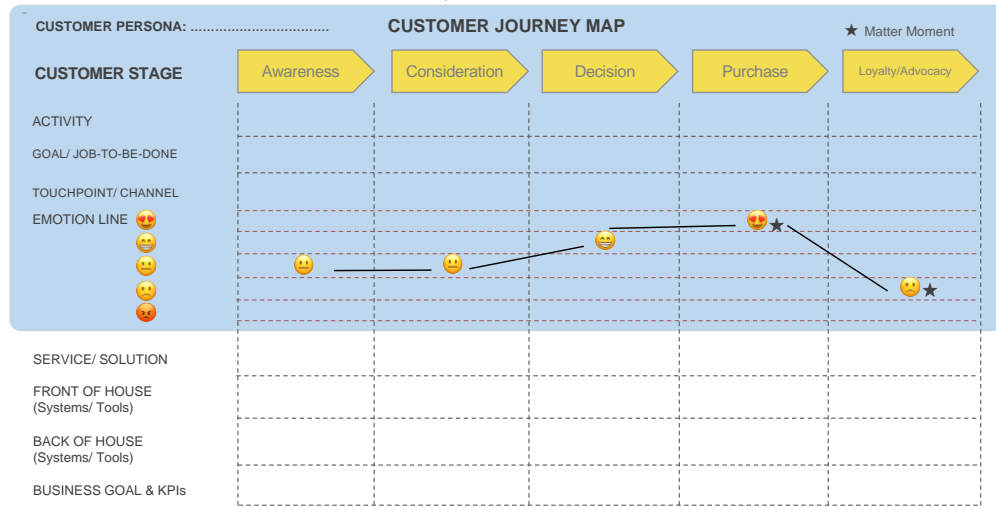 CUSTOMER PERSONA: ................................
CUSTOMER JOURNEY MAP
★ Matter Moment
CUSTOMER STAGE
Awareness
Consideration
Decision
Purchase
Loyalty/Advocacy
ACTIVITY
GOAL/ JOB-TO-BE-DONE
TOUCHPOINT/ CHANNEL
EMOTION LINE
SERVICE/ SOLUTION
FRONT OF HOUSE
(Systems/ Tools)
BACK OF HOUSE
(Systems/ Tools)
BUSINESS GOAL & KPIs